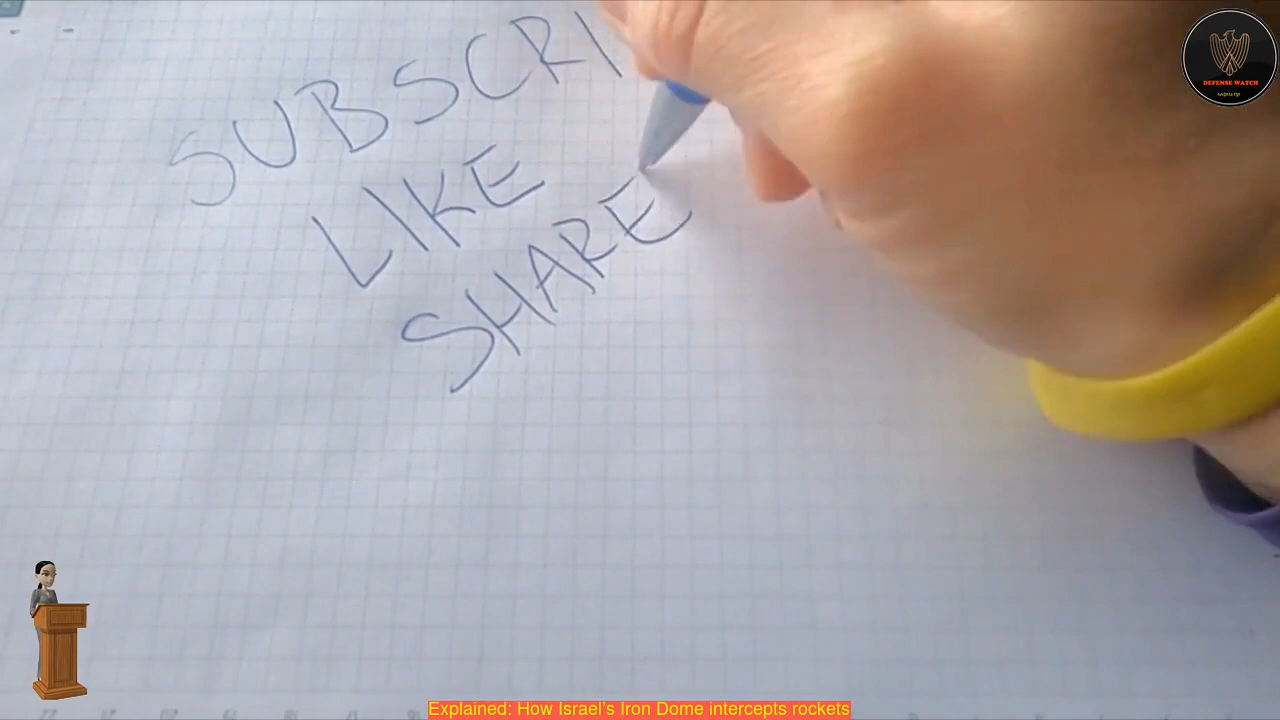 SUBSCRI
LIKE
SHARE
DEFENSE WATCH
Explained: How Israel's Iron Dome intercepts rockets